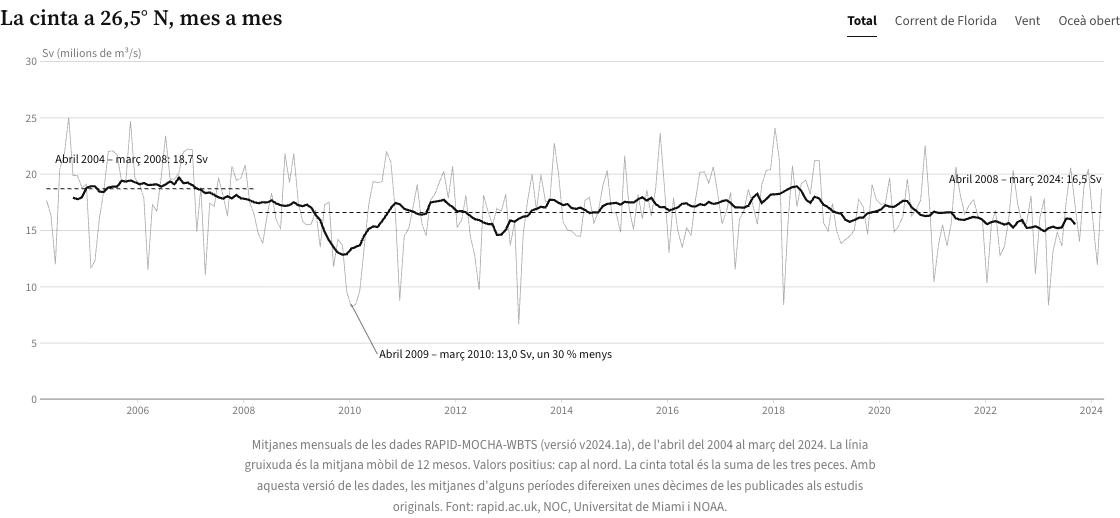 La cinta a 26,5° N, mes a mes
Total Corrent de Florida Vent Oceà obert
Sv (milions de m³/s)
30
25
20
15
10
5
0
Abril 2004 – març 2008: 18,7 Sv
Abril 2008 – març 2024: 16,5 Sv
Abril 2009 – març 2010: 13,0 Sv, un 30 % menys
2006 2008 2010 2012 2014 2016 2018 2020 2022 2024
Mitjanes mensuals de les dades RAPID-MOCHA-WBTS (versió v2024.1a), de l'abril del 2004 al març del 2024. La línia
gruixuda és la mitjana mòbil de 12 mesos. Valors positius: cap al nord. La cinta total és la suma de les tres peces. Amb
aquesta versió de les dades, les mitjanes d'alguns períodes difereixen unes dècimes de les publicades als estudis
originals. Font: rapid.ac.uk, NOC, Universitat de Miami i NOAA.